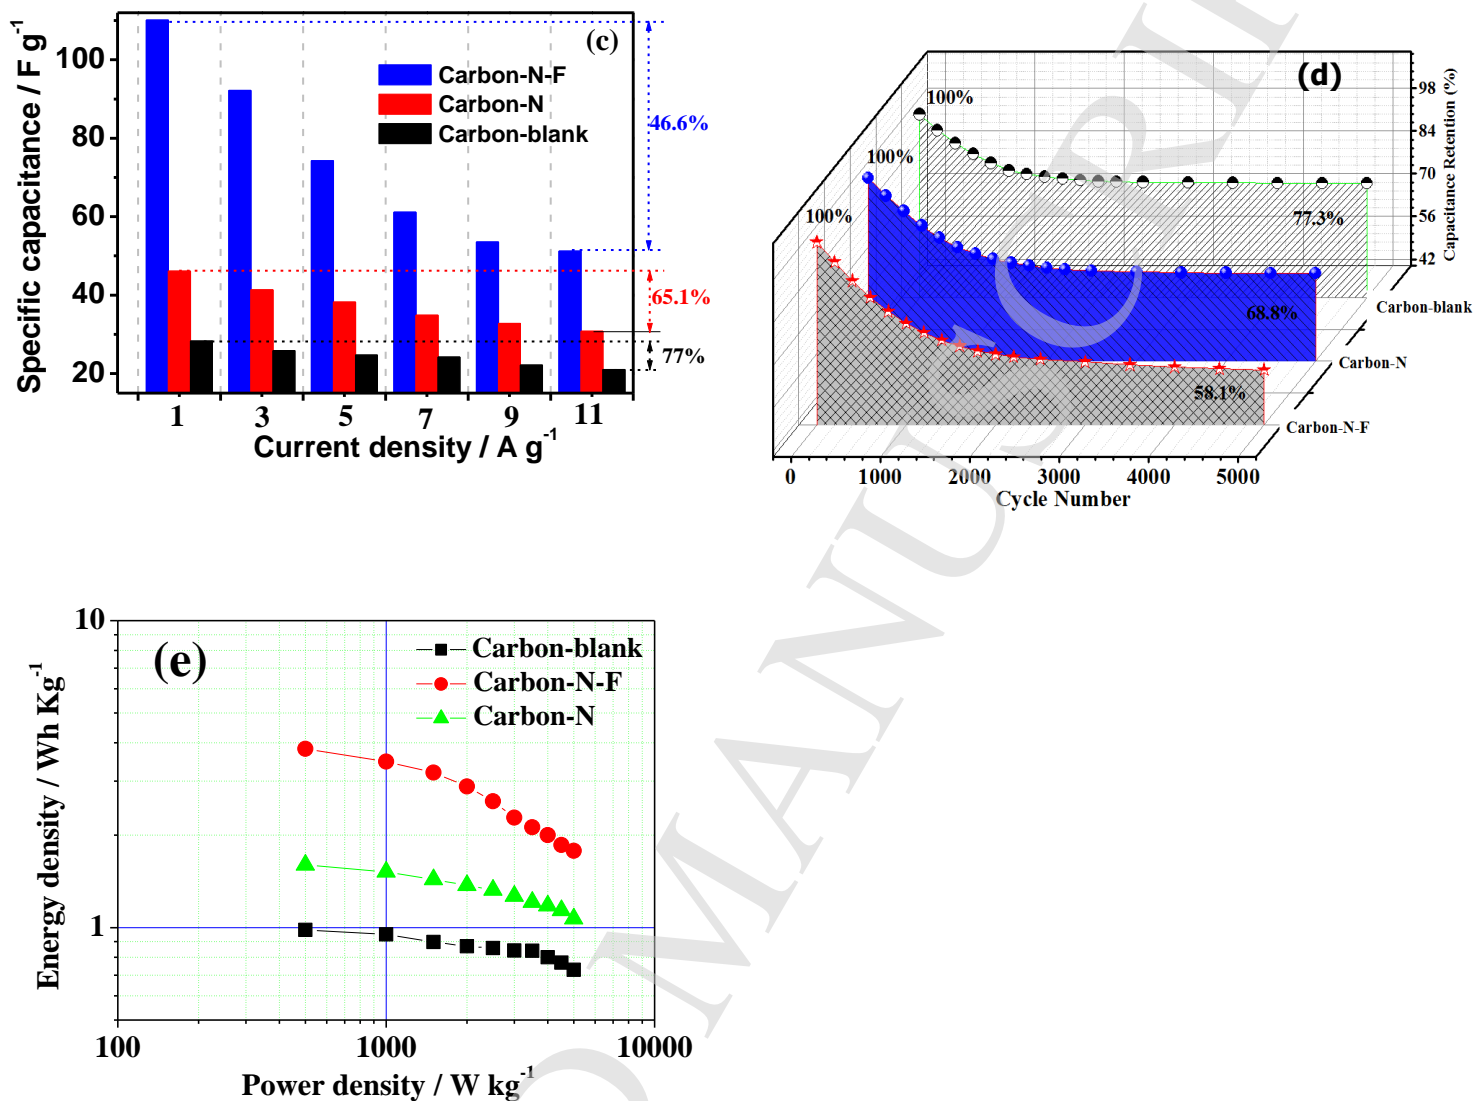 (c)
Specific capacitance / F g-1
100
80
60
40
20
Carbon-N-F
Carbon-N
Carbon-blank
46.6%
65.1%
77%
1 3 5 7 9 11
Current density / A g-1
(d)
100%
100%
100%
77.3%
68.8%
58.1%
98
84
70
56
42
Capacitance Retention (%)
Carbon-blank
Carbon-N
Carbon-N-F
0 1000 2000 3000 4000 5000
Cycle Number
(e)
Energy density / Wh Kg-1
10
1
Carbon-blank
Carbon-N-F
Carbon-N
100 1000 10000
Power density / W kg-1